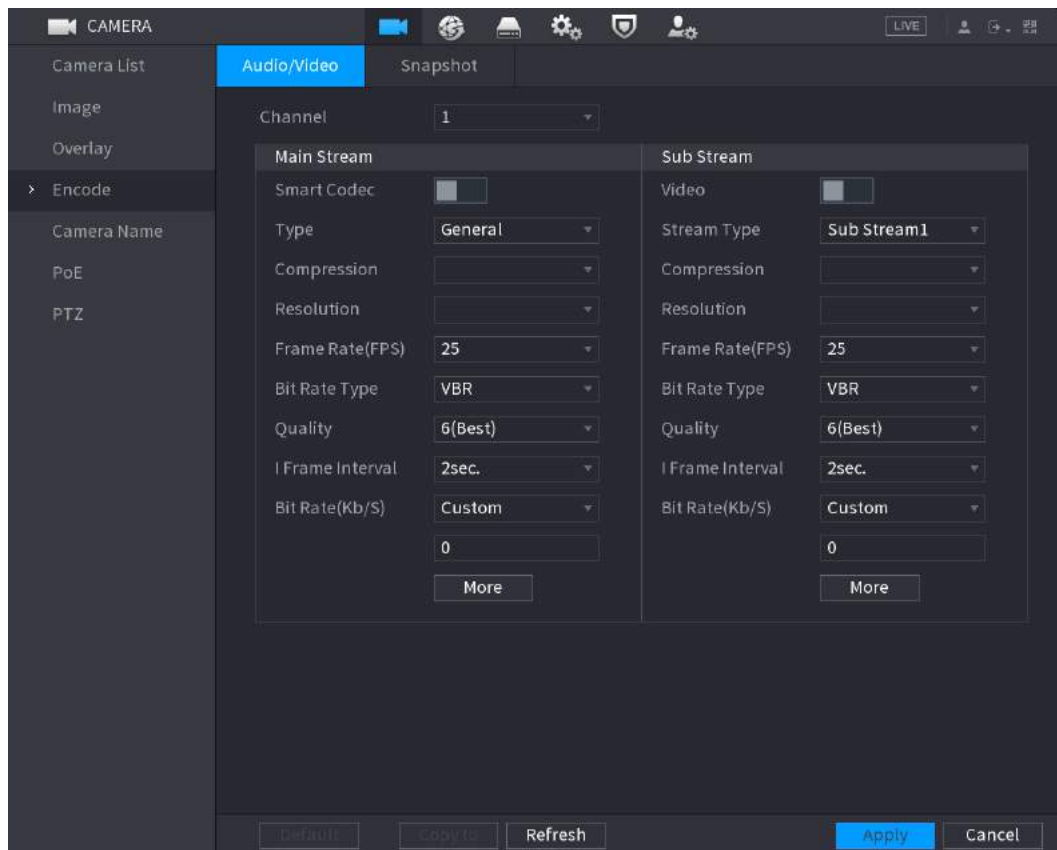 CAMERA
LIVE
Camera List
Image
Overlay
Encode
Camera Name
PoE
PTZ
Audio/Video
Snapshot
Channel
1
Main Stream
Sub Stream
Smart Codec
Video
Type
General
Stream Type
Sub Stream1
Compression
Compression
Resolution
Resolution
Frame Rate(FPS)
25
Frame Rate(FPS)
25
Bit Rate Type
VBR
Bit Rate Type
VBR
Quality
6(Best)
Quality
6(Best)
I Frame Interval
2sec.
I Frame Interval
2sec.
Bit Rate(Kb/S)
Custom
Bit Rate(Kb/S)
Custom
0
0
More
More
Default
Copy to
Refresh
Apply
Cancel